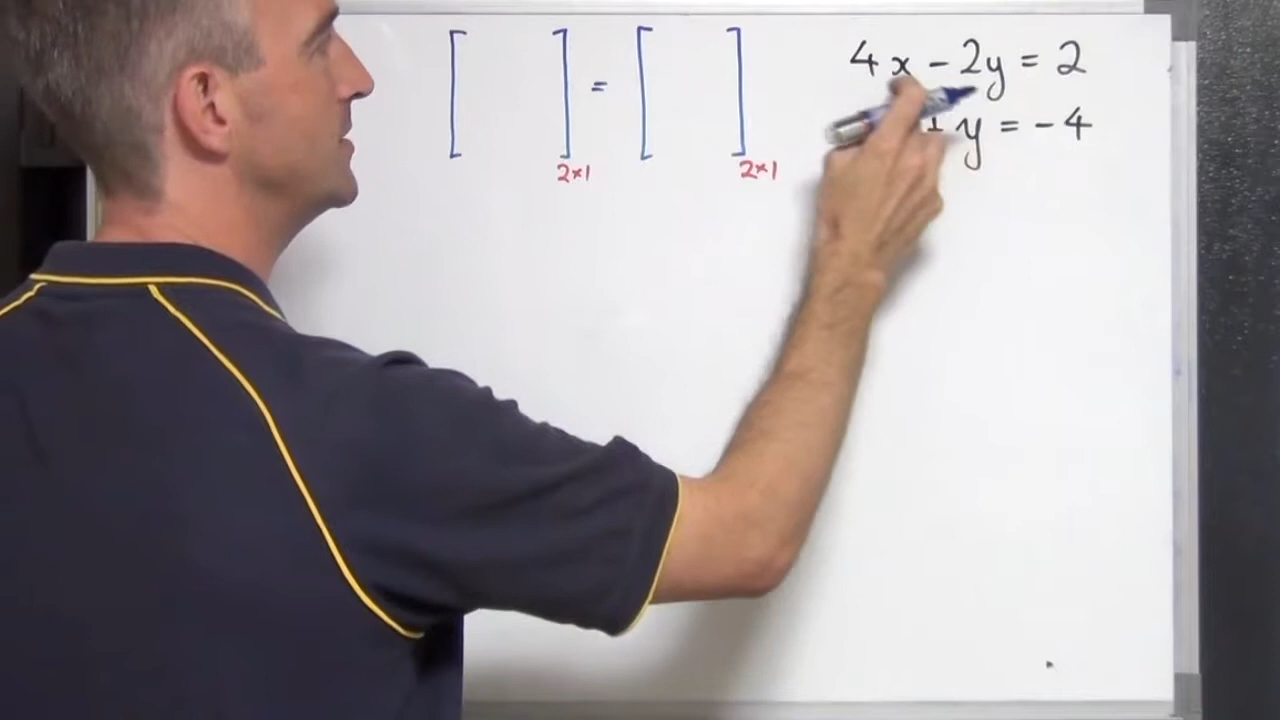 [ ] = [ ]
2×1 2×1
4x - 2y = 2
+ y = -4